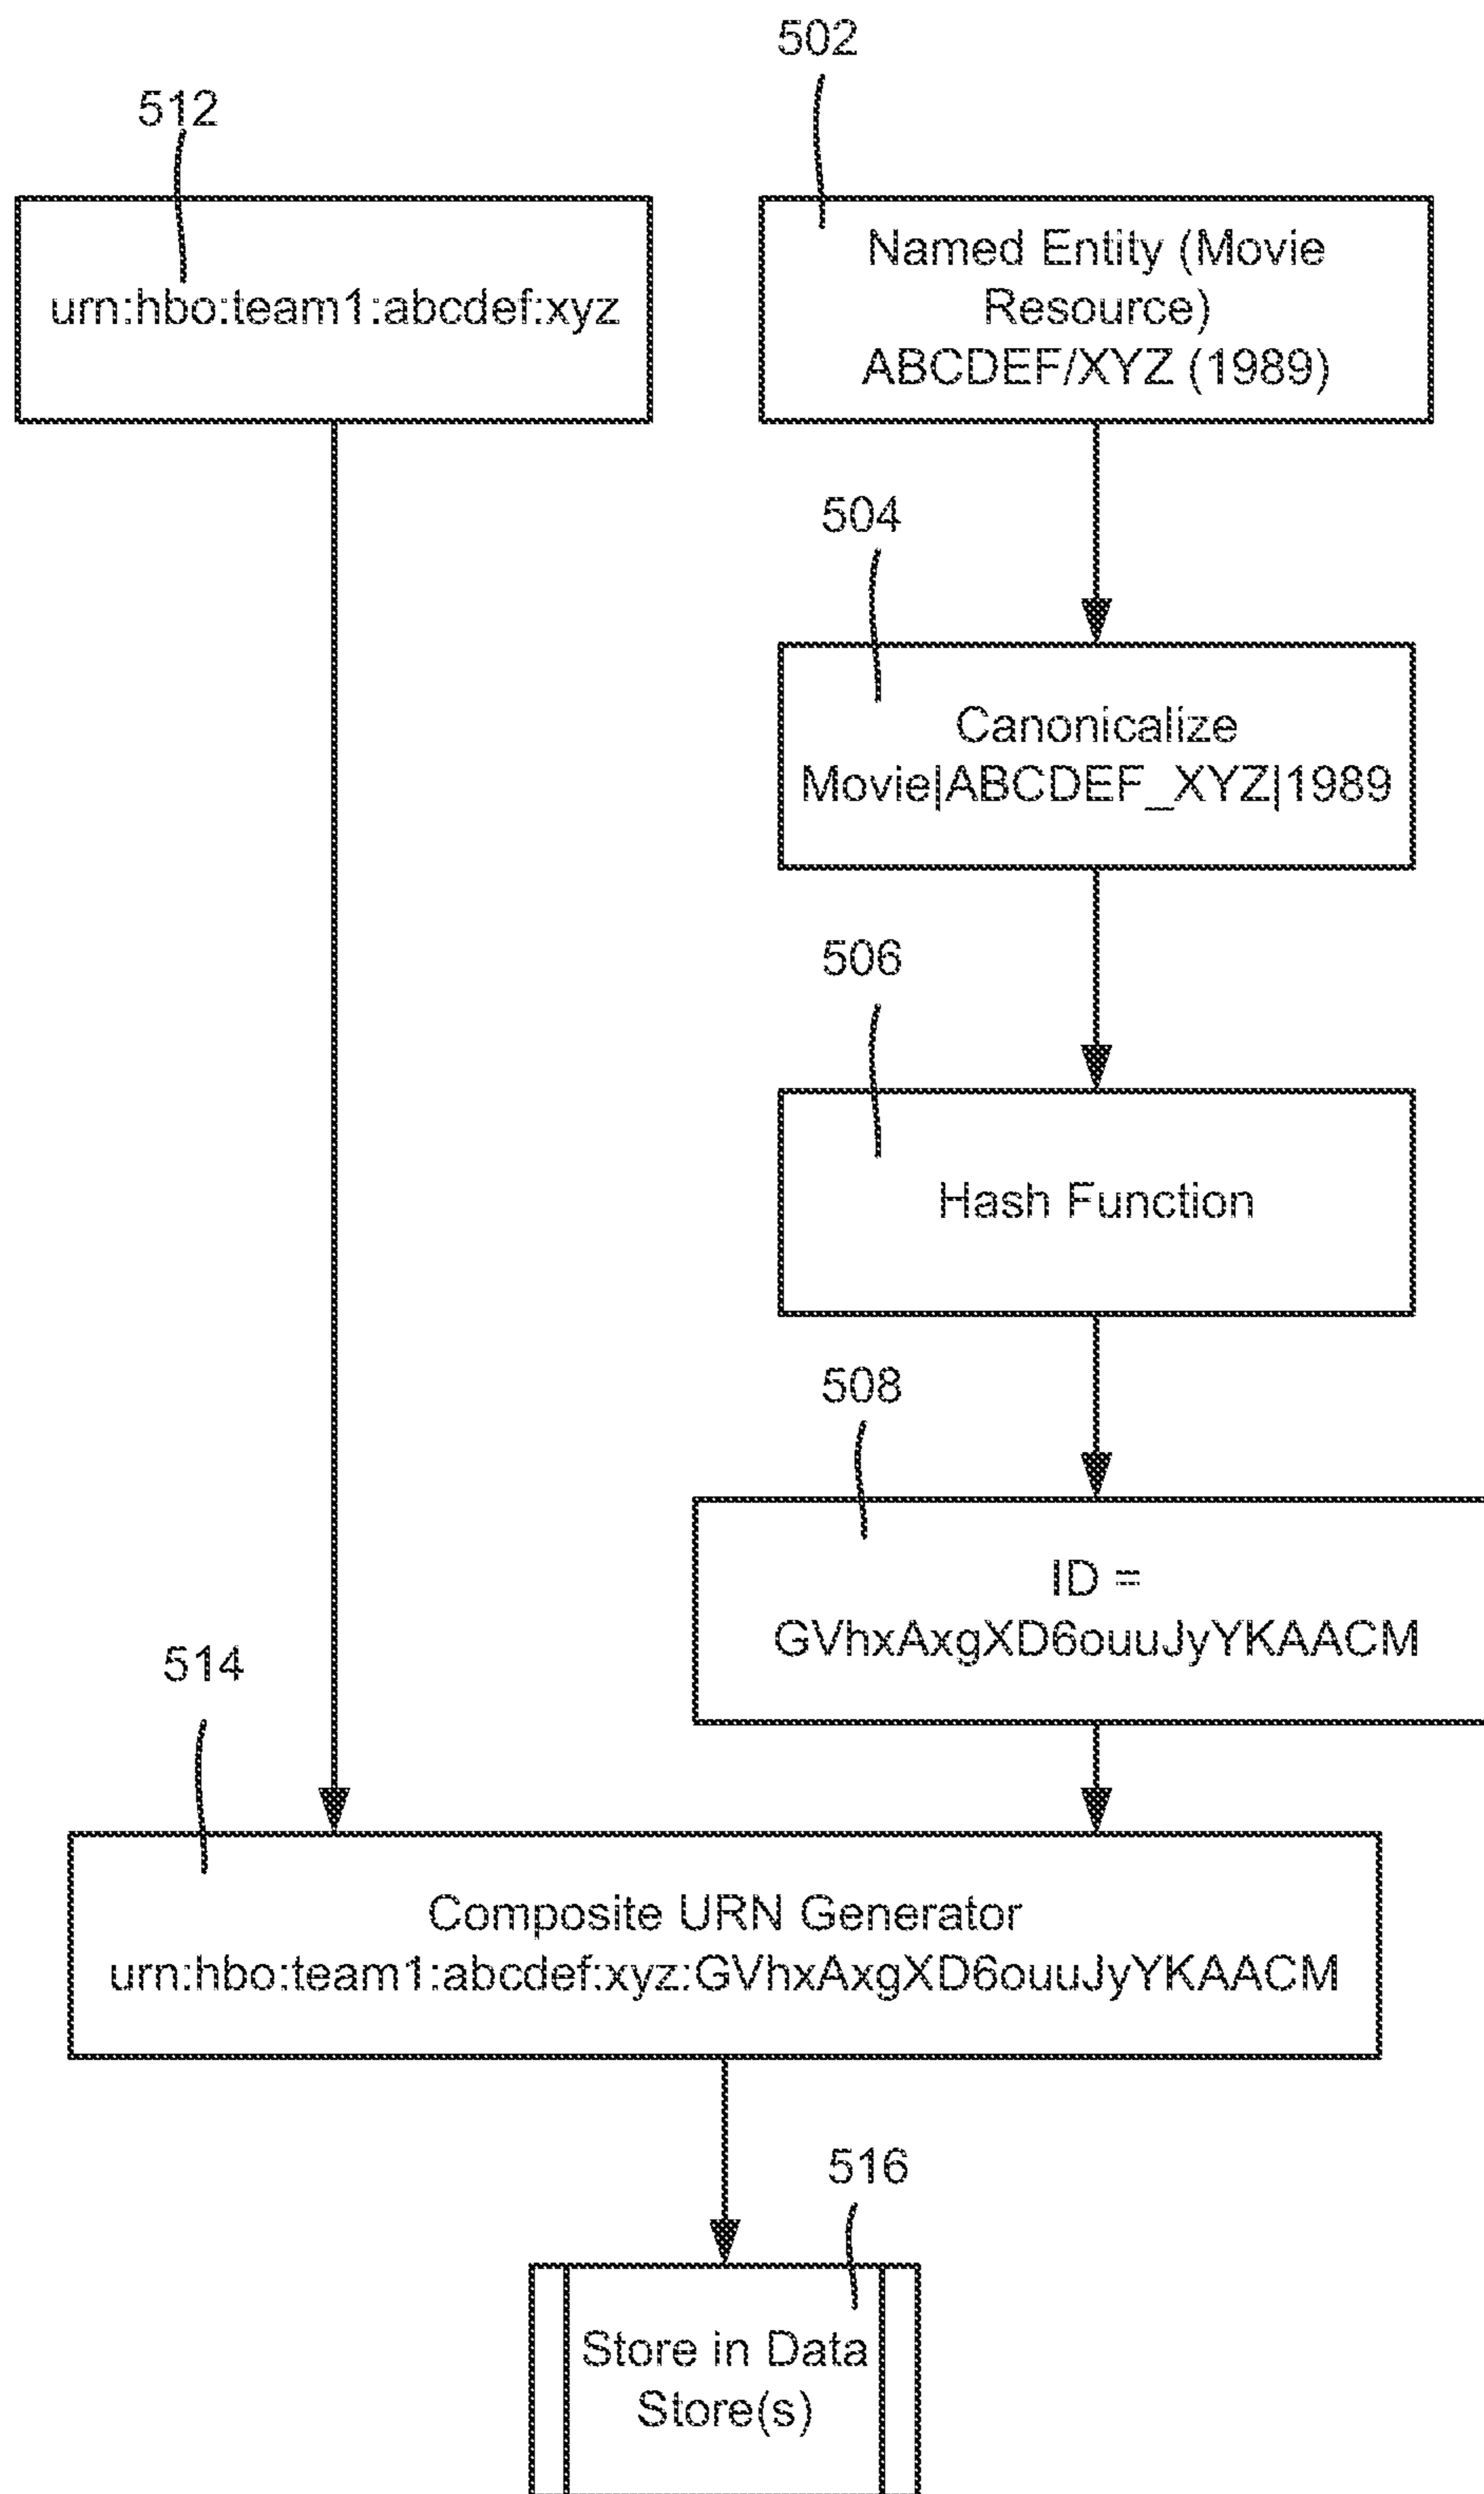 502
512
urn:hbo:team1:abcdef:xyz
Named Entity (Movie
Resource)
ABCDEF/XYZ (1989)
504
Canonicalize
Movie|ABCDEF_XYZ|1989
506
Hash Function
508
ID =
GVhxAxgXD6ouuJyYKAACM
514
Composite URN Generator
urn:hbo:team1:abcdef:xyz:GVhxAxgXD6ouuJyYKAACM
516
Store in Data
Store(s)